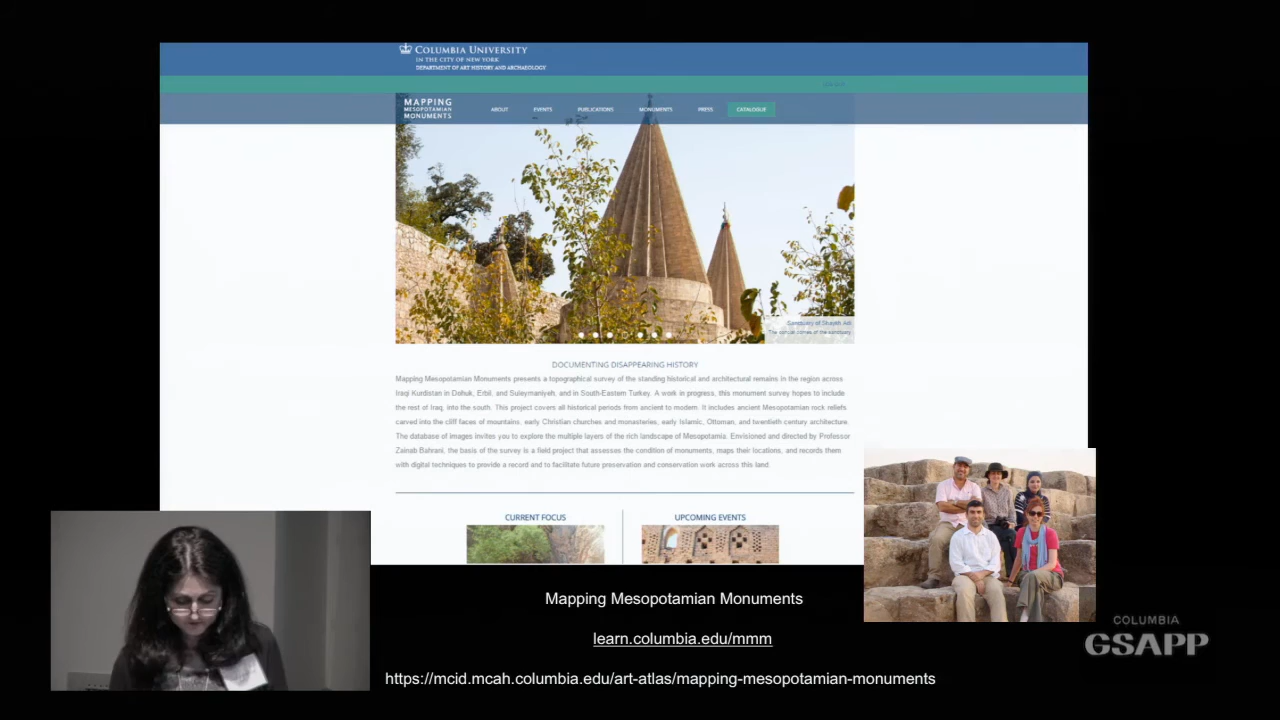 COLUMBIA UNIVERSITY
IN THE CITY OF NEW YORK
DEPARTMENT OF ART HISTORY AND ARCHAEOLOGY
MAPPING
MESOPOTAMIAN
MONUMENTS
ABOUT EVENTS PUBLICATIONS MONUMENTS PRESS CATALOGUE
Sanctuary of Shaykh Adi
The conical domes of the sanctuary
DOCUMENTING DISAPPEARING HISTORY
Mapping Mesopotamian Monuments presents a topographical survey of the standing historical and architectural remains in the region across
Iraqi Kurdistan in Dohuk, Erbil, and Suleymaniyeh, and in South-Eastern Turkey. A work in progress, this monument survey hopes to include
the rest of Iraq, into the south. This project covers all historical periods from ancient to modern. It includes ancient Mesopotamian rock reliefs
carved into the cliff faces of mountains, early Christian churches and monasteries, early Islamic, Ottoman, and twentieth century architecture.
The database of images invites you to explore the multiple layers of the rich landscape of Mesopotamia. Envisioned and directed by Professor
Zainab Bahrani, the basis of the survey is a field project that assesses the condition of monuments, maps their locations, and records them
with digital techniques to provide a record and to facilitate future preservation and conservation work across this land.
CURRENT FOCUS
UPCOMING EVENTS
Mapping Mesopotamian Monuments
learn.columbia.edu/mmm
https://mcid.mcah.columbia.edu/art-atlas/mapping-mesopotamian-monuments
COLUMBIA
GSAPP